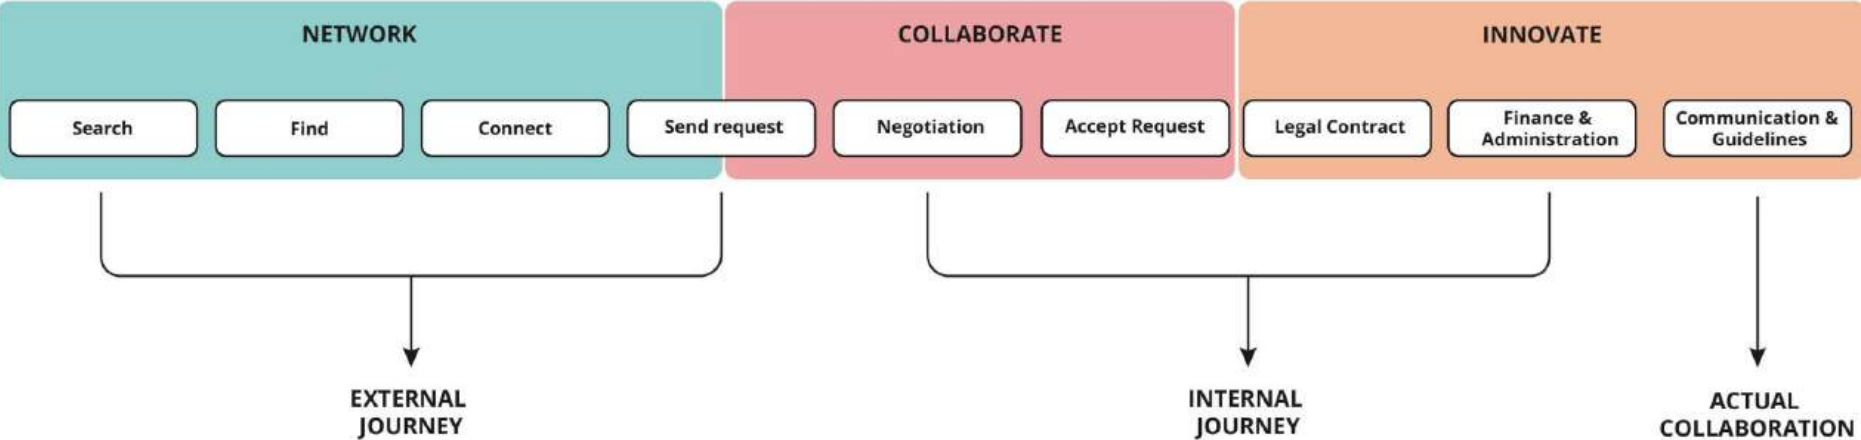 NETWORK
COLLABORATE
INNOVATE
Search
Find
Connect
Send request
Negotiation
Accept Request
Legal Contract
Finance &
Administration
Communication &
Guidelines
EXTERNAL
JOURNEY
INTERNAL
JOURNEY
ACTUAL
COLLABORATION